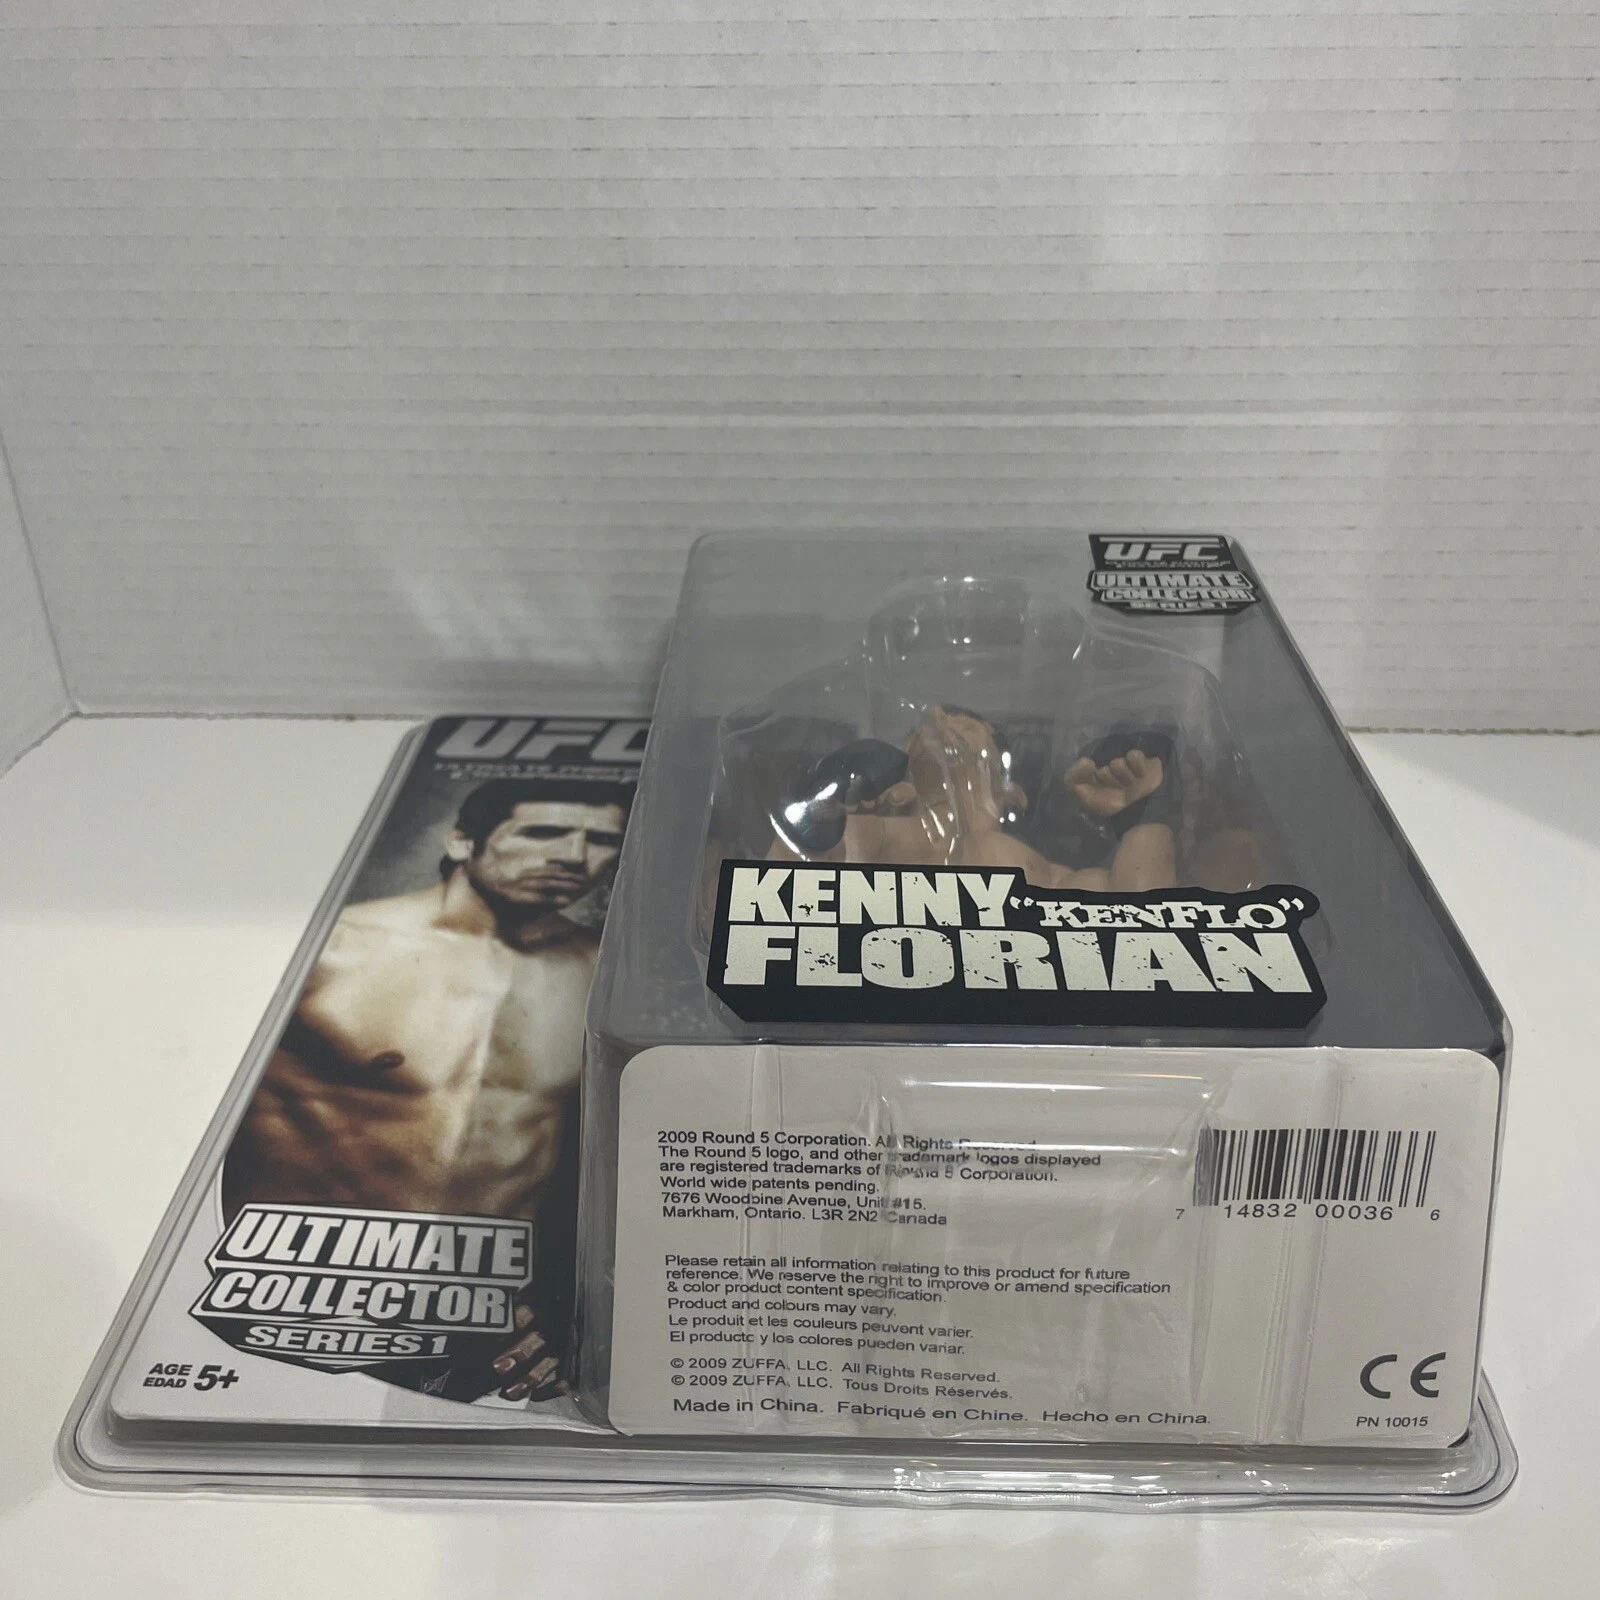 UFC
ULTIMATE
COLLECTOR
SERIES 1
UFC
ULTIMATE
COLLECTOR
SERIES 1
AGE 5+
EDAD
KENNY "KENFLO"
FLORIAN
2009 Round 5 Corporation. All Rights Reserved.
The Round 5 logo, and other trademark logos displayed
are registered trademarks of Round 5 Corporation.
World wide patents pending.
7676 Woodbine Avenue, Unit #15.
Markham, Ontario. L3R 2N2 Canada
7 14832 00036 6
Please retain all information relating to this product for future
reference. We reserve the right to improve or amend specification
& color product content specification.
Product and colours may vary.
Le produit et les couleurs peuvent varier.
El producto y los colores pueden variar.
© 2009 ZUFFA, LLC. All Rights Reserved.
© 2009 ZUFFA, LLC. Tous Droits Réservés.
Made in China. Fabriqué en Chine. Hecho en China.
CE
PN 10015